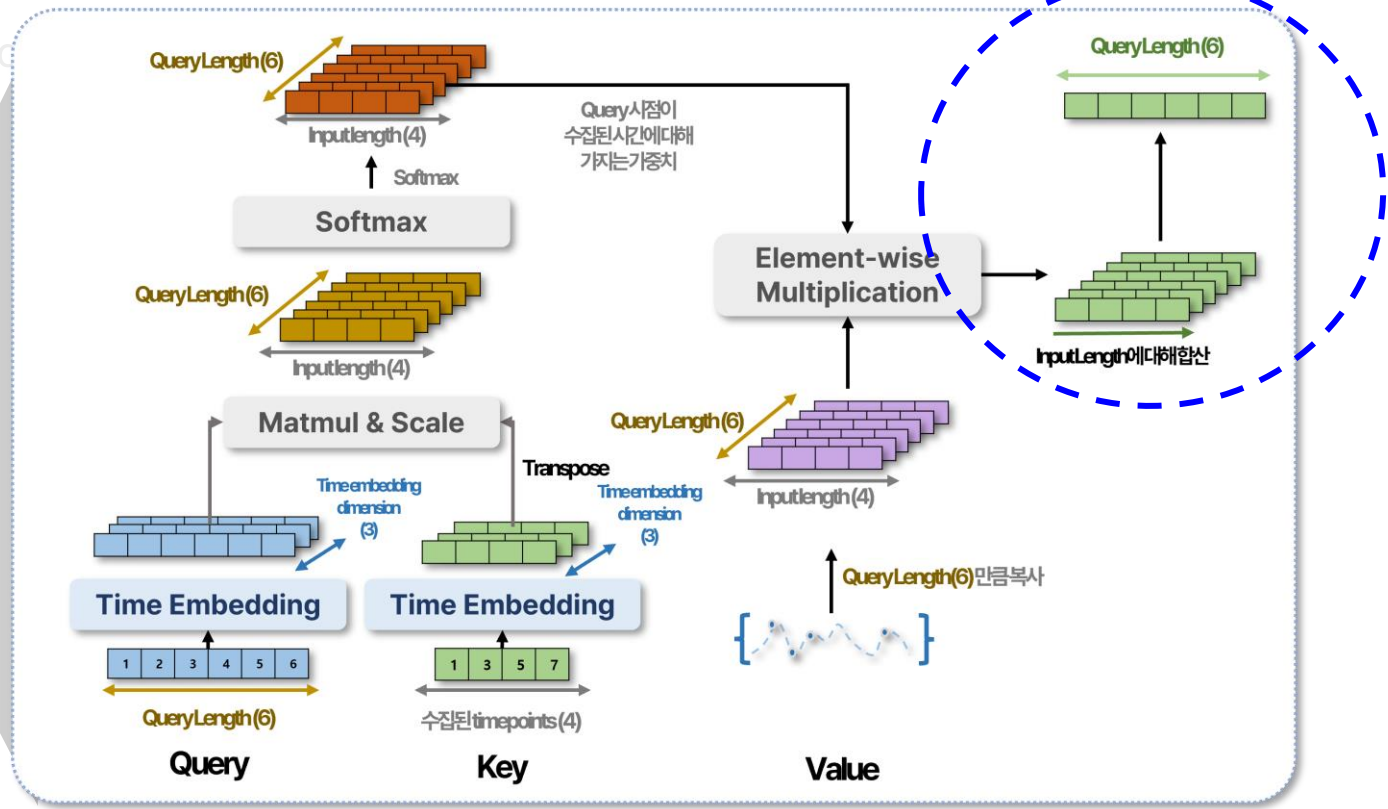 QueryLength(6)
Inputlength(4)
Softmax
Softmax
QueryLength(6)
Inputlength(4)
Matmul & Scale
Transpose
Time embedding
dimension
(3)
Time embedding
dimension
(3)
Time Embedding
Time Embedding
1 2 3 4 5 6
1 3 5 7
QueryLength(6)
수집된timepoints(4)
Query
Key
Query시점이
수집된시간에대해
가지는가중치
Element-wise
Multiplication
QueryLength(6)
Inputlength(4)
QueryLength(6)만큼복사
Value
QueryLength(6)
InputLength에대해합산